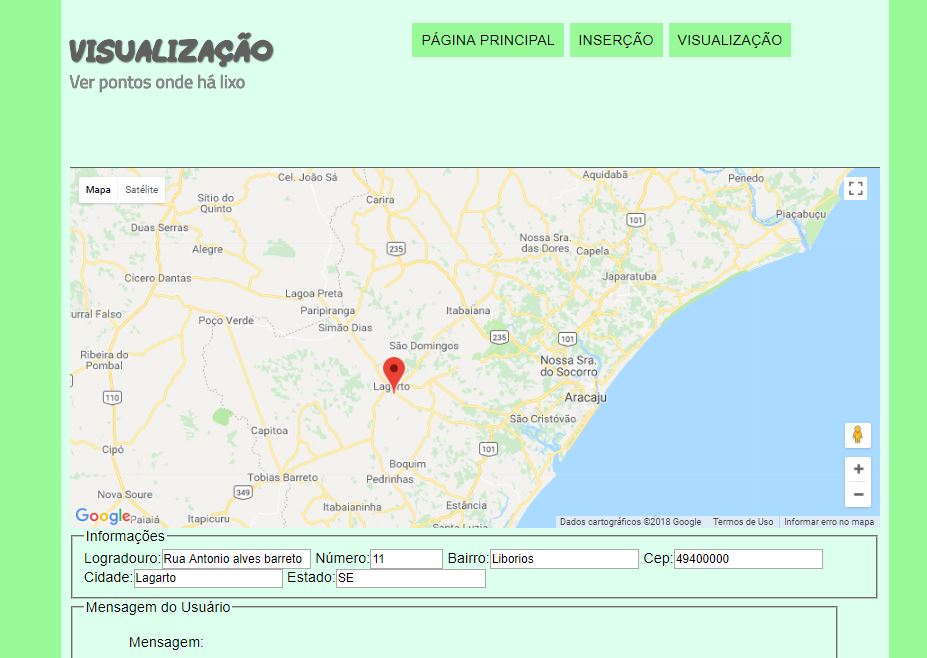 VISUALIZAÇÃO
Ver pontos onde há lixo
PÁGINA PRINCIPAL
INSERÇÃO
VISUALIZAÇÃO
Mapa
Satélite
Cel. João Sá
Aquidabã
Penedo
Sítio do
Quinto
Carira
Piaçabuçu
Duas Serras
101
Alegre
235
Nossa Sra.
das Dores
Capela
Cícero Dantas
Japaratuba
Lagoa Preta
Paripiranga
Itabaiana
urral Falso
Poço Verde
Simão Dias
235
101
São Domingos
Ribeira do
Pombal
Nossa Sra.
do Socorro
Lagarto
110
Aracaju
São Cristóvão
Capitoa
Cipó
101
Boquim
Tobias Barreto
Pedrinhas
Nova Soure
349
Itabaianinha
Estância
Google
Paiaiá
Itapicuru
Santa Luzia
Dados cartográficos ©2018 Google
Termos de Uso
Informar erro no mapa
Informações
Logradouro: Rua Antonio alves barreto Número: 11 Bairro: Liborios Cep: 49400000
Cidade: Lagarto Estado: SE
Mensagem do Usuário
Mensagem: